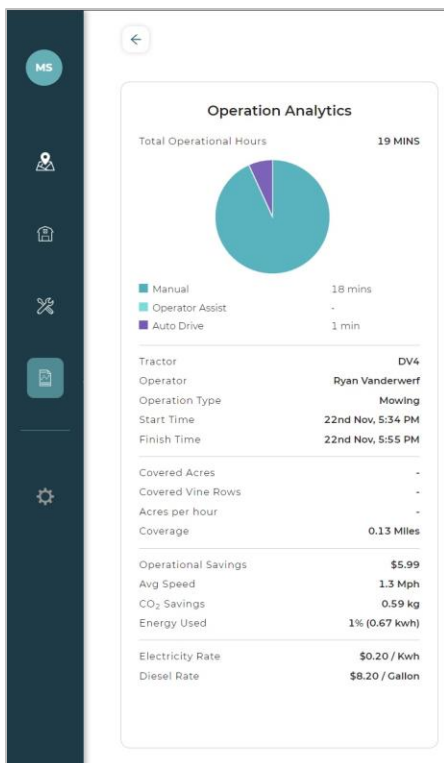 MS
Operation Analytics
Total Operational Hours 19 MINS
Manual 18 mins
Operator Assist -
Auto Drive 1 min
Tractor DV4
Operator Ryan Vanderwerf
Operation Type Mowing
Start Time 22nd Nov, 5:34 PM
Finish Time 22nd Nov, 5:55 PM
Covered Acres -
Covered Vine Rows -
Acres per hour -
Coverage 0.13 Miles
Operational Savings $5.99
Avg Speed 1.3 Mph
CO₂ Savings 0.59 kg
Energy Used 1% (0.67 kwh)
Electricity Rate $0.20 / Kwh
Diesel Rate $8.20 / Gallon